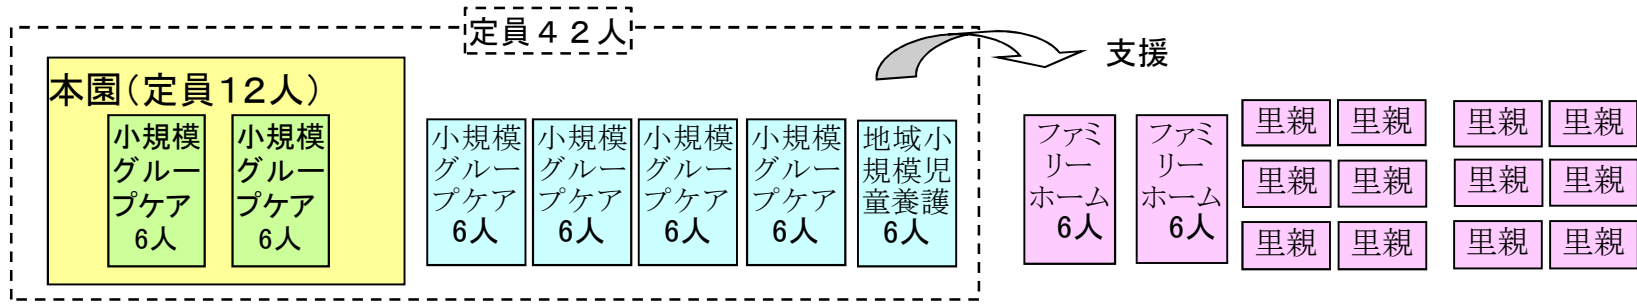 定員４２人
支援
本園（定員１２人）
小規模
グルー
プケア
6人
小規模
グルー
プケア
6人
小規模
グルー
プケア
6人
小規模
グルー
プケア
6人
小規模
グルー
プケア
6人
小規模
グルー
プケア
6人
地域小
規模児
童養護
6人
ファミ
リー
ホーム
6人
ファミ
リー
ホーム
6人
里親
里親
里親
里親
里親
里親
里親
里親
里親
里親
里親
里親